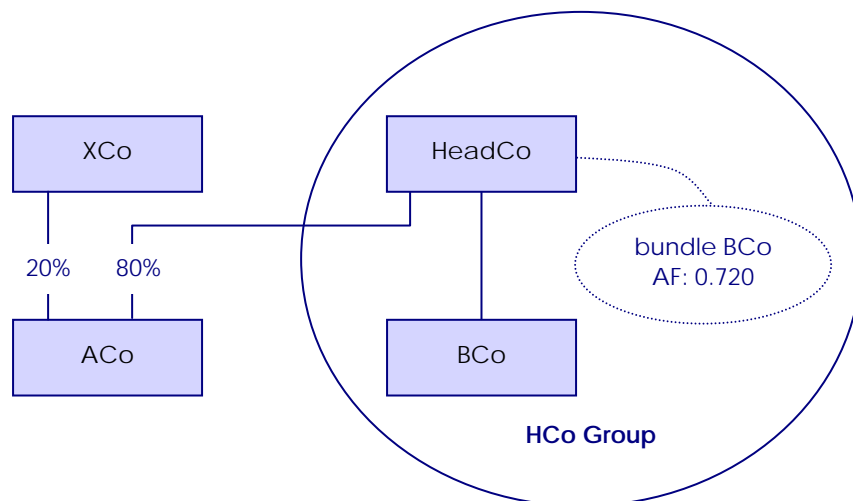 XCo
HeadCo
20%
80%
bundle BCo
AF: 0.720
ACo
BCo
HCo Group